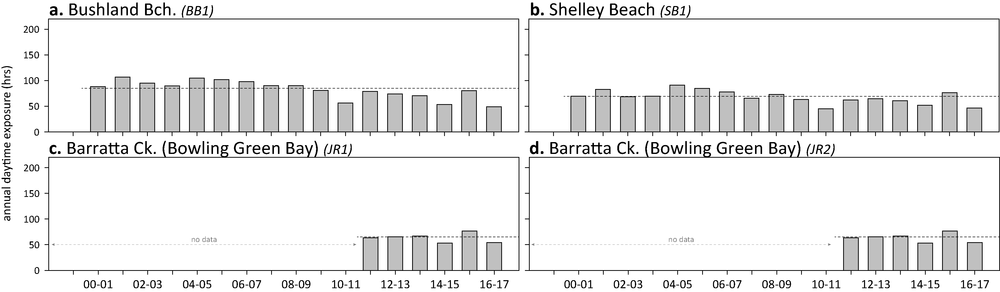 a. Bushland Bch. (BB1)
b. Shelley Beach (SB1)
annual daytime exposure (hrs)
200
150
100
50
0
c. Barratta Ck. (Bowling Green Bay) (JR1)
d. Barratta Ck. (Bowling Green Bay) (JR2)
200
150
100
50
0
no data
no data
00-01 02-03 04-05 06-07 08-09 10-11 12-13 14-15 16-17
00-01 02-03 04-05 06-07 08-09 10-11 12-13 14-15 16-17